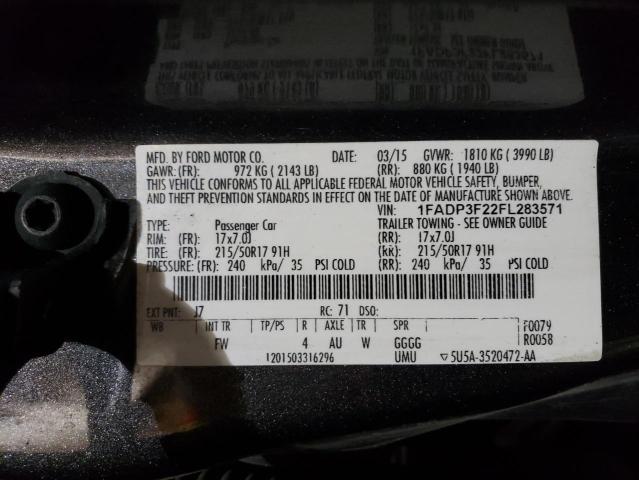 MFD. BY FORD MOTOR CO. DATE: 03/15 GVWR: 1810 KG ( 3990 LB)
GAWR: (FR): 972 KG ( 2143 LB) (RR): 880 KG ( 1940 LB)
THIS VEHICLE CONFORMS TO ALL APPLICABLE FEDERAL MOTOR VEHICLE SAFETY, BUMPER,
AND THEFT PREVENTION STANDARDS IN EFFECT ON THE DATE OF MANUFACTURE SHOWN ABOVE.
VIN: 1FADP3F22FL283571
TYPE: Passenger Car TRAILER TOWING - SEE OWNER GUIDE
RIM: (FR) 17x7.0J (RR): 17x7.0J
TIRE: (FR) 215/50R17 91H (RR): 215/50R17 91H
PRESSURE: (FR): 240 kPa/ 35 PSI COLD (RR): 240 kPa/ 35 PSI COLD
EXT PNT: J7 RC: 71 DSO:
WB INT TR TP/PS R AXLE TR SPR F0079
FW 4 AU W GGGG R0058
1201503316296 UMU ▽5U5A-3520472-AA